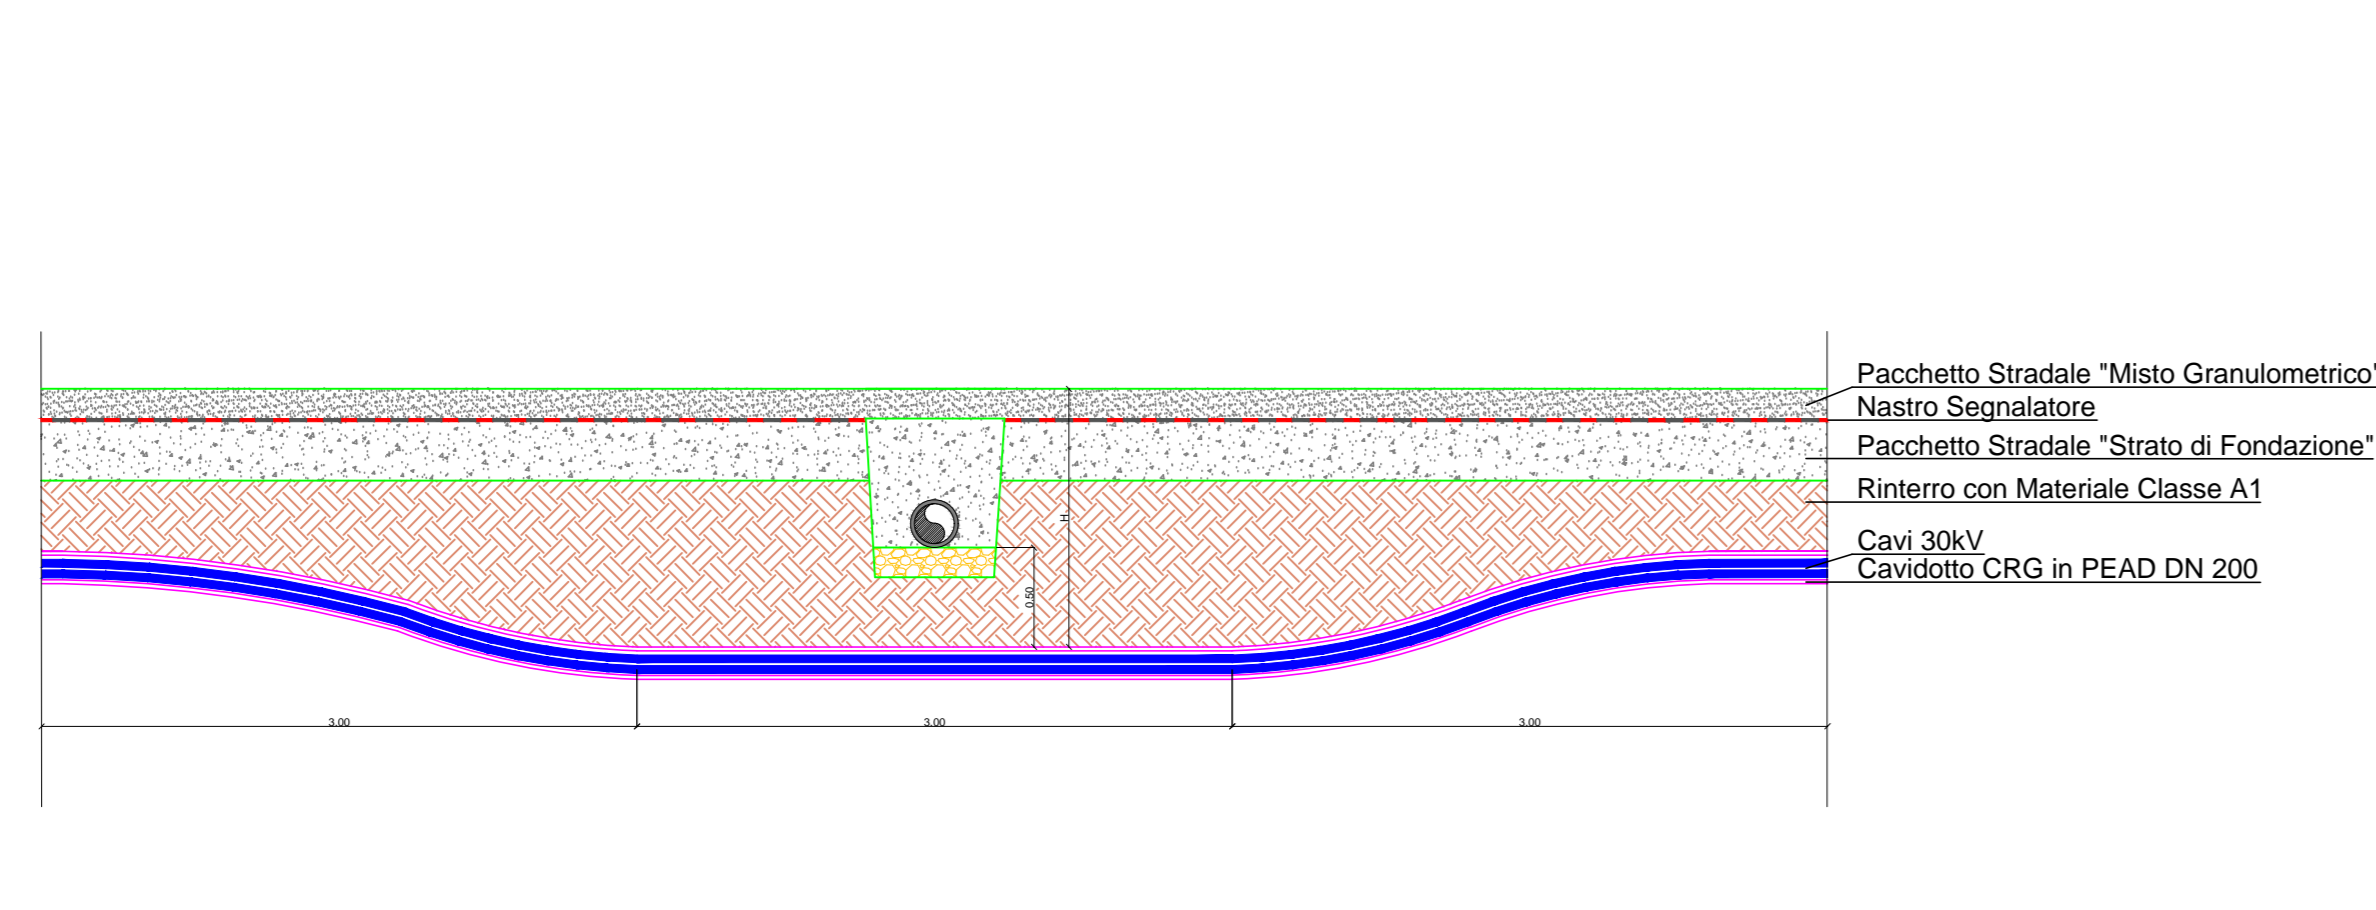 Pacchetto Stradale "Misto Granulometrico"
Nastro Segnalatore
Pacchetto Stradale "Strato di Fondazione"
Rinterro con Materiale Classe A1
H
Cavi 30kV
Cavidotto CRG in PEAD DN 200
0.50
3.00
3.00
3.00